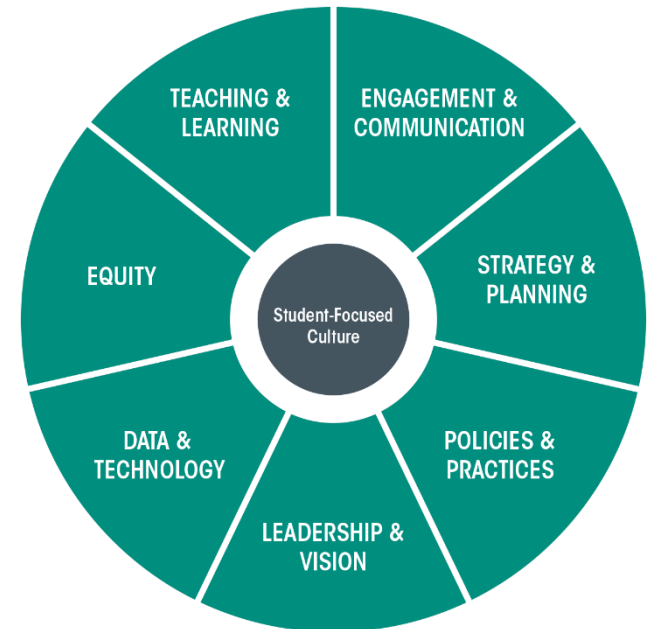 TEACHING &
LEARNING
ENGAGEMENT &
COMMUNICATION
EQUITY
Student-Focused
Culture
STRATEGY &
PLANNING
DATA &
TECHNOLOGY
POLICIES &
PRACTICES
LEADERSHIP &
VISION